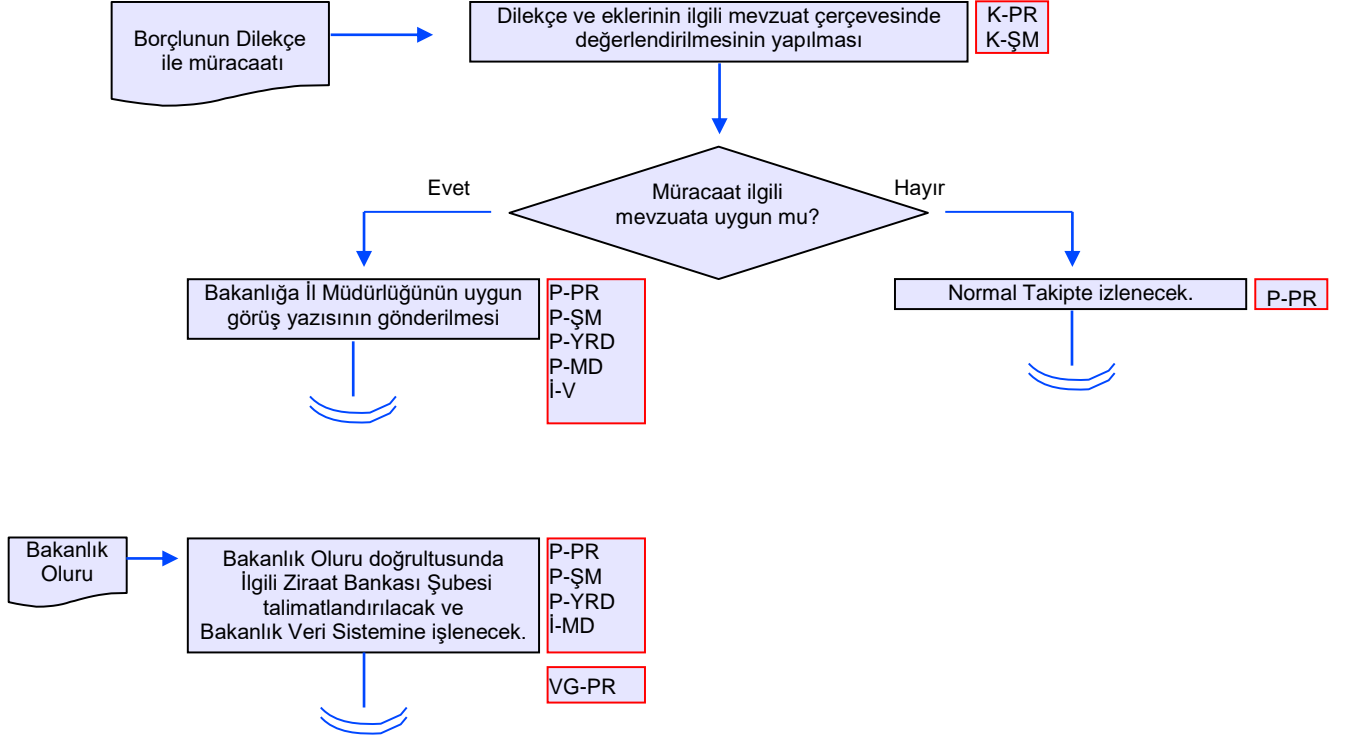 Borçlunun Dilekçe
ile müracaatı
Dilekçe ve eklerinin ilgili mevzuat çerçevesinde
değerlendirilmesinin yapılması
K-PR
K-ŞM
Müracaat ilgili
mevzuata uygun mu?
Evet
Hayır
Bakanlığa İl Müdürlüğünün uygun
görüş yazısının gönderilmesi
P-PR
P-ŞM
P-YRD
P-MD
İ-V
Normal Takipte izlenecek.
P-PR
Bakanlık
Oluru
Bakanlık Oluru doğrultusunda
İlgili Ziraat Bankası Şubesi
talimatlandırılacak ve
Bakanlık Veri Sistemine işlenecek.
P-PR
P-ŞM
P-YRD
İ-MD
VG-PR